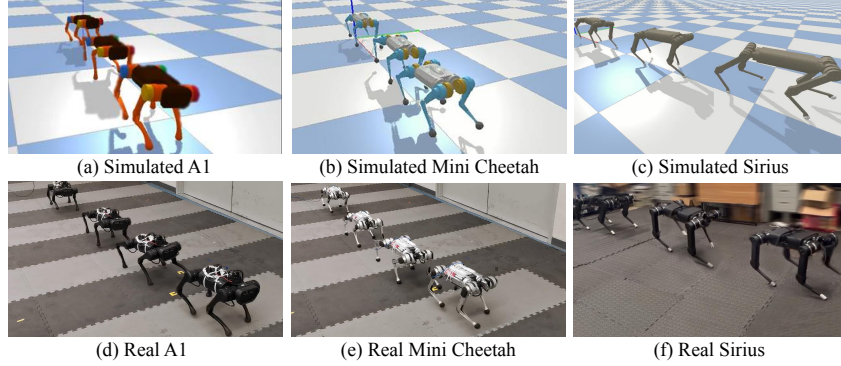 (a) Simulated A1
(b) Simulated Mini Cheetah
(c) Simulated Sirius
(d) Real A1
(e) Real Mini Cheetah
(f) Real Sirius